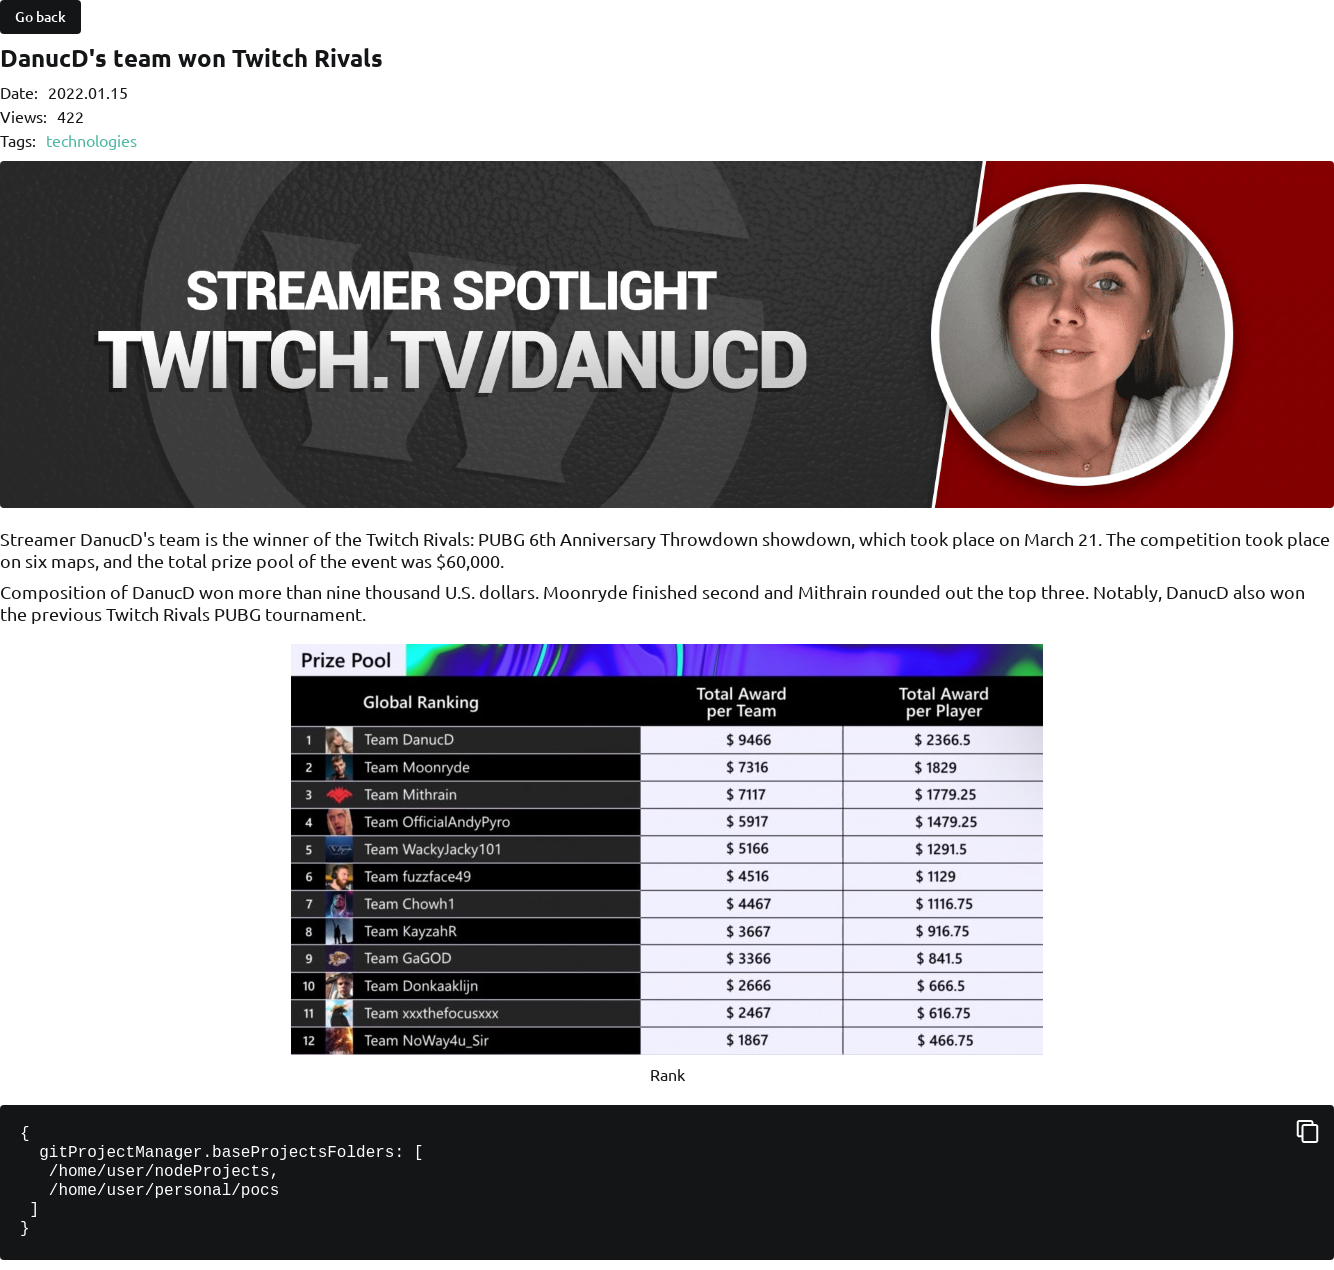 Go back
DanucD's team won Twitch Rivals
Date: 2022.01.15
Views: 422
Tags: technologies
STREAMER SPOTLIGHT
TWITCH.TV/DANUCD
Streamer DanucD's team is the winner of the Twitch Rivals: PUBG 6th Anniversary Throwdown showdown, which took place on March 21. The competition took place
on six maps, and the total prize pool of the event was $60,000.
Composition of DanucD won more than nine thousand U.S. dollars. Moonryde finished second and Mithrain rounded out the top three. Notably, DanucD also won
the previous Twitch Rivals PUBG tournament.
Prize Pool
Global Ranking Total Award per Team Total Award per Player
1 Team DanucD $ 9466 $ 2366.5
2 Team Moonryde $ 7316 $ 1829
3 Team Mithrain $ 7117 $ 1779.25
4 Team OfficialAndyPyro $ 5917 $ 1479.25
5 Team WackyJacky101 $ 5166 $ 1291.5
6 Team fuzzface49 $ 4516 $ 1129
7 Team Chowh1 $ 4467 $ 1116.75
8 Team KayzahR $ 3667 $ 916.75
9 Team GaGOD $ 3366 $ 841.5
10 Team Donkaaklijn $ 2666 $ 666.5
11 Team xxxthefocusxxx $ 2467 $ 616.75
12 Team NoWay4u_Sir $ 1867 $ 466.75
Rank
{
  gitProjectManager.baseProjectsFolders: [
   /home/user/nodeProjects,
   /home/user/personal/pocs
 ]
}